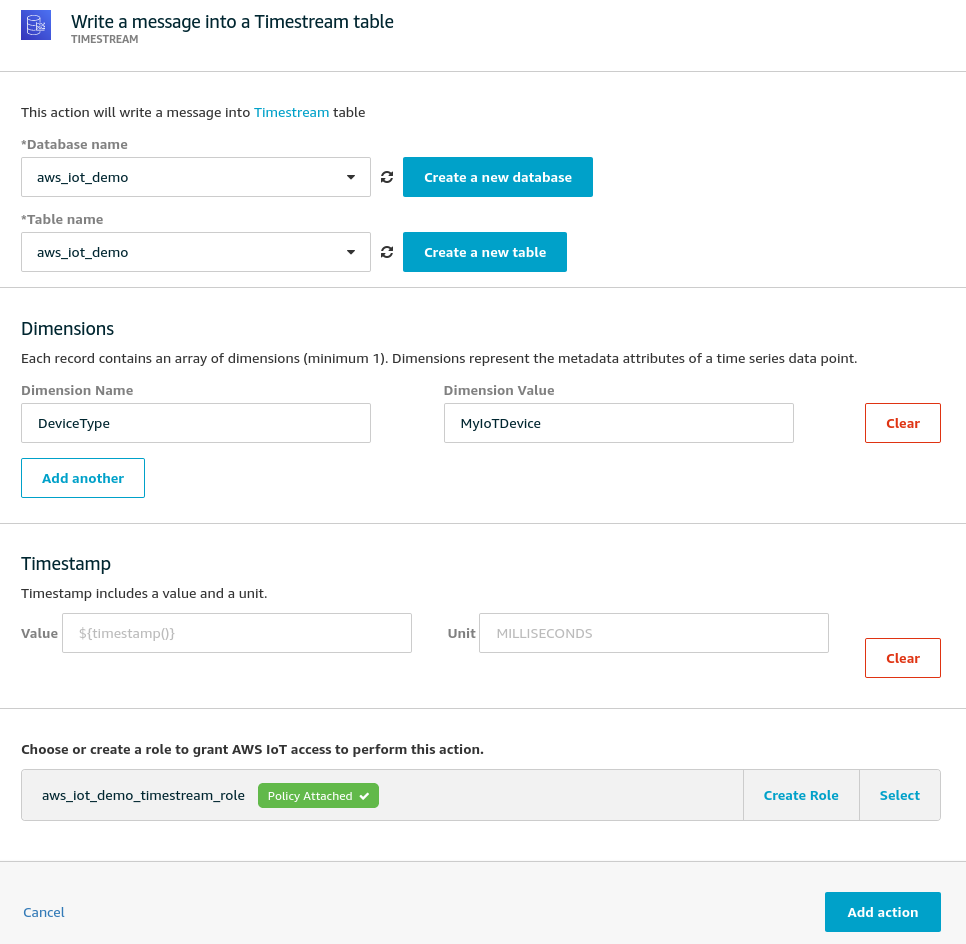 Write a message into a Timestream table
TIMESTREAM
This action will write a message into Timestream table
*Database name
aws_iot_demo
Create a new database
*Table name
aws_iot_demo
Create a new table
Dimensions
Each record contains an array of dimensions (minimum 1). Dimensions represent the metadata attributes of a time series data point.
Dimension Name Dimension Value
DeviceType MyIoTDevice Clear
Add another
Timestamp
Timestamp includes a value and a unit.
Value ${timestamp()} Unit MILLISECONDS
Clear
Choose or create a role to grant AWS IoT access to perform this action.
aws_iot_demo_timestream_role Policy Attached Create Role Select
Cancel Add action